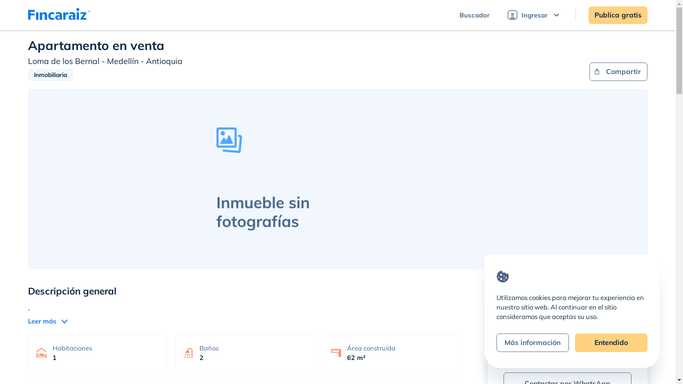 Fincaraiz
Buscador
Ingresar
Publica gratis
Apartamento en venta
Loma de los Bernal - Medellín - Antioquia
Inmobiliaria
Compartir
Inmueble sin
fotografías
Descripción general
.
Leer más
Habitaciones
1
Baños
2
Área construida
62 m²
Utilizamos cookies para mejorar tu experiencia en
nuestro sitio web. Al continuar en el sitio
consideramos que aceptas su uso.
Más información
Entendido
Contactar por WhatsApp